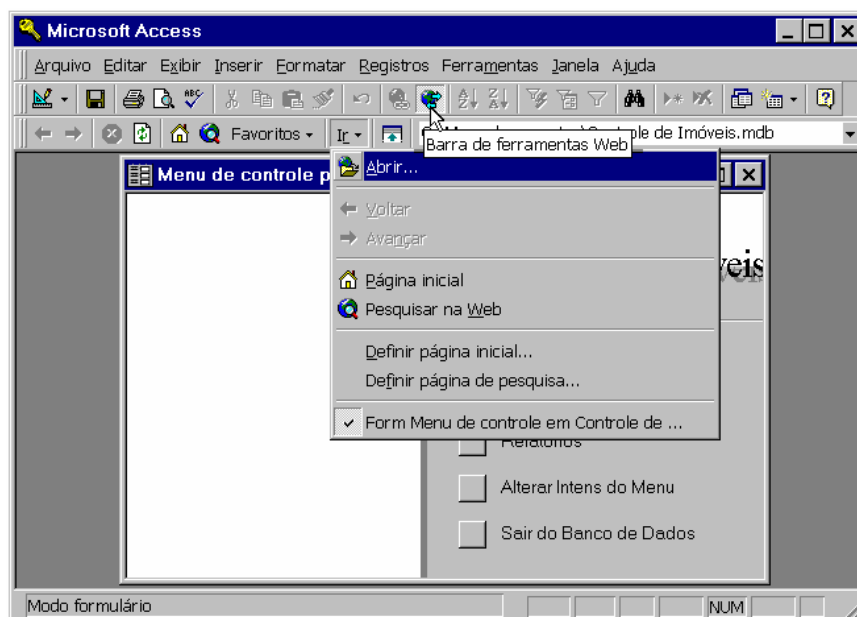 Microsoft Access
Arquivo Editar Exibir Inserir Formatar Registros Ferramentas Janela Ajuda
ABC
A Z Z A
Favoritos Ir ole de Imóveis.mdb
Barra de ferramentas Web
Menu de controle p
Abrir...
Voltar
Avançar
veis
Página inicial
Pesquisar na Web
Definir página inicial...
Definir página de pesquisa...
Form Menu de controle em Controle de ...
Relatórios
Alterar Intens do Menu
Sair do Banco de Dados
Modo formulário NUM